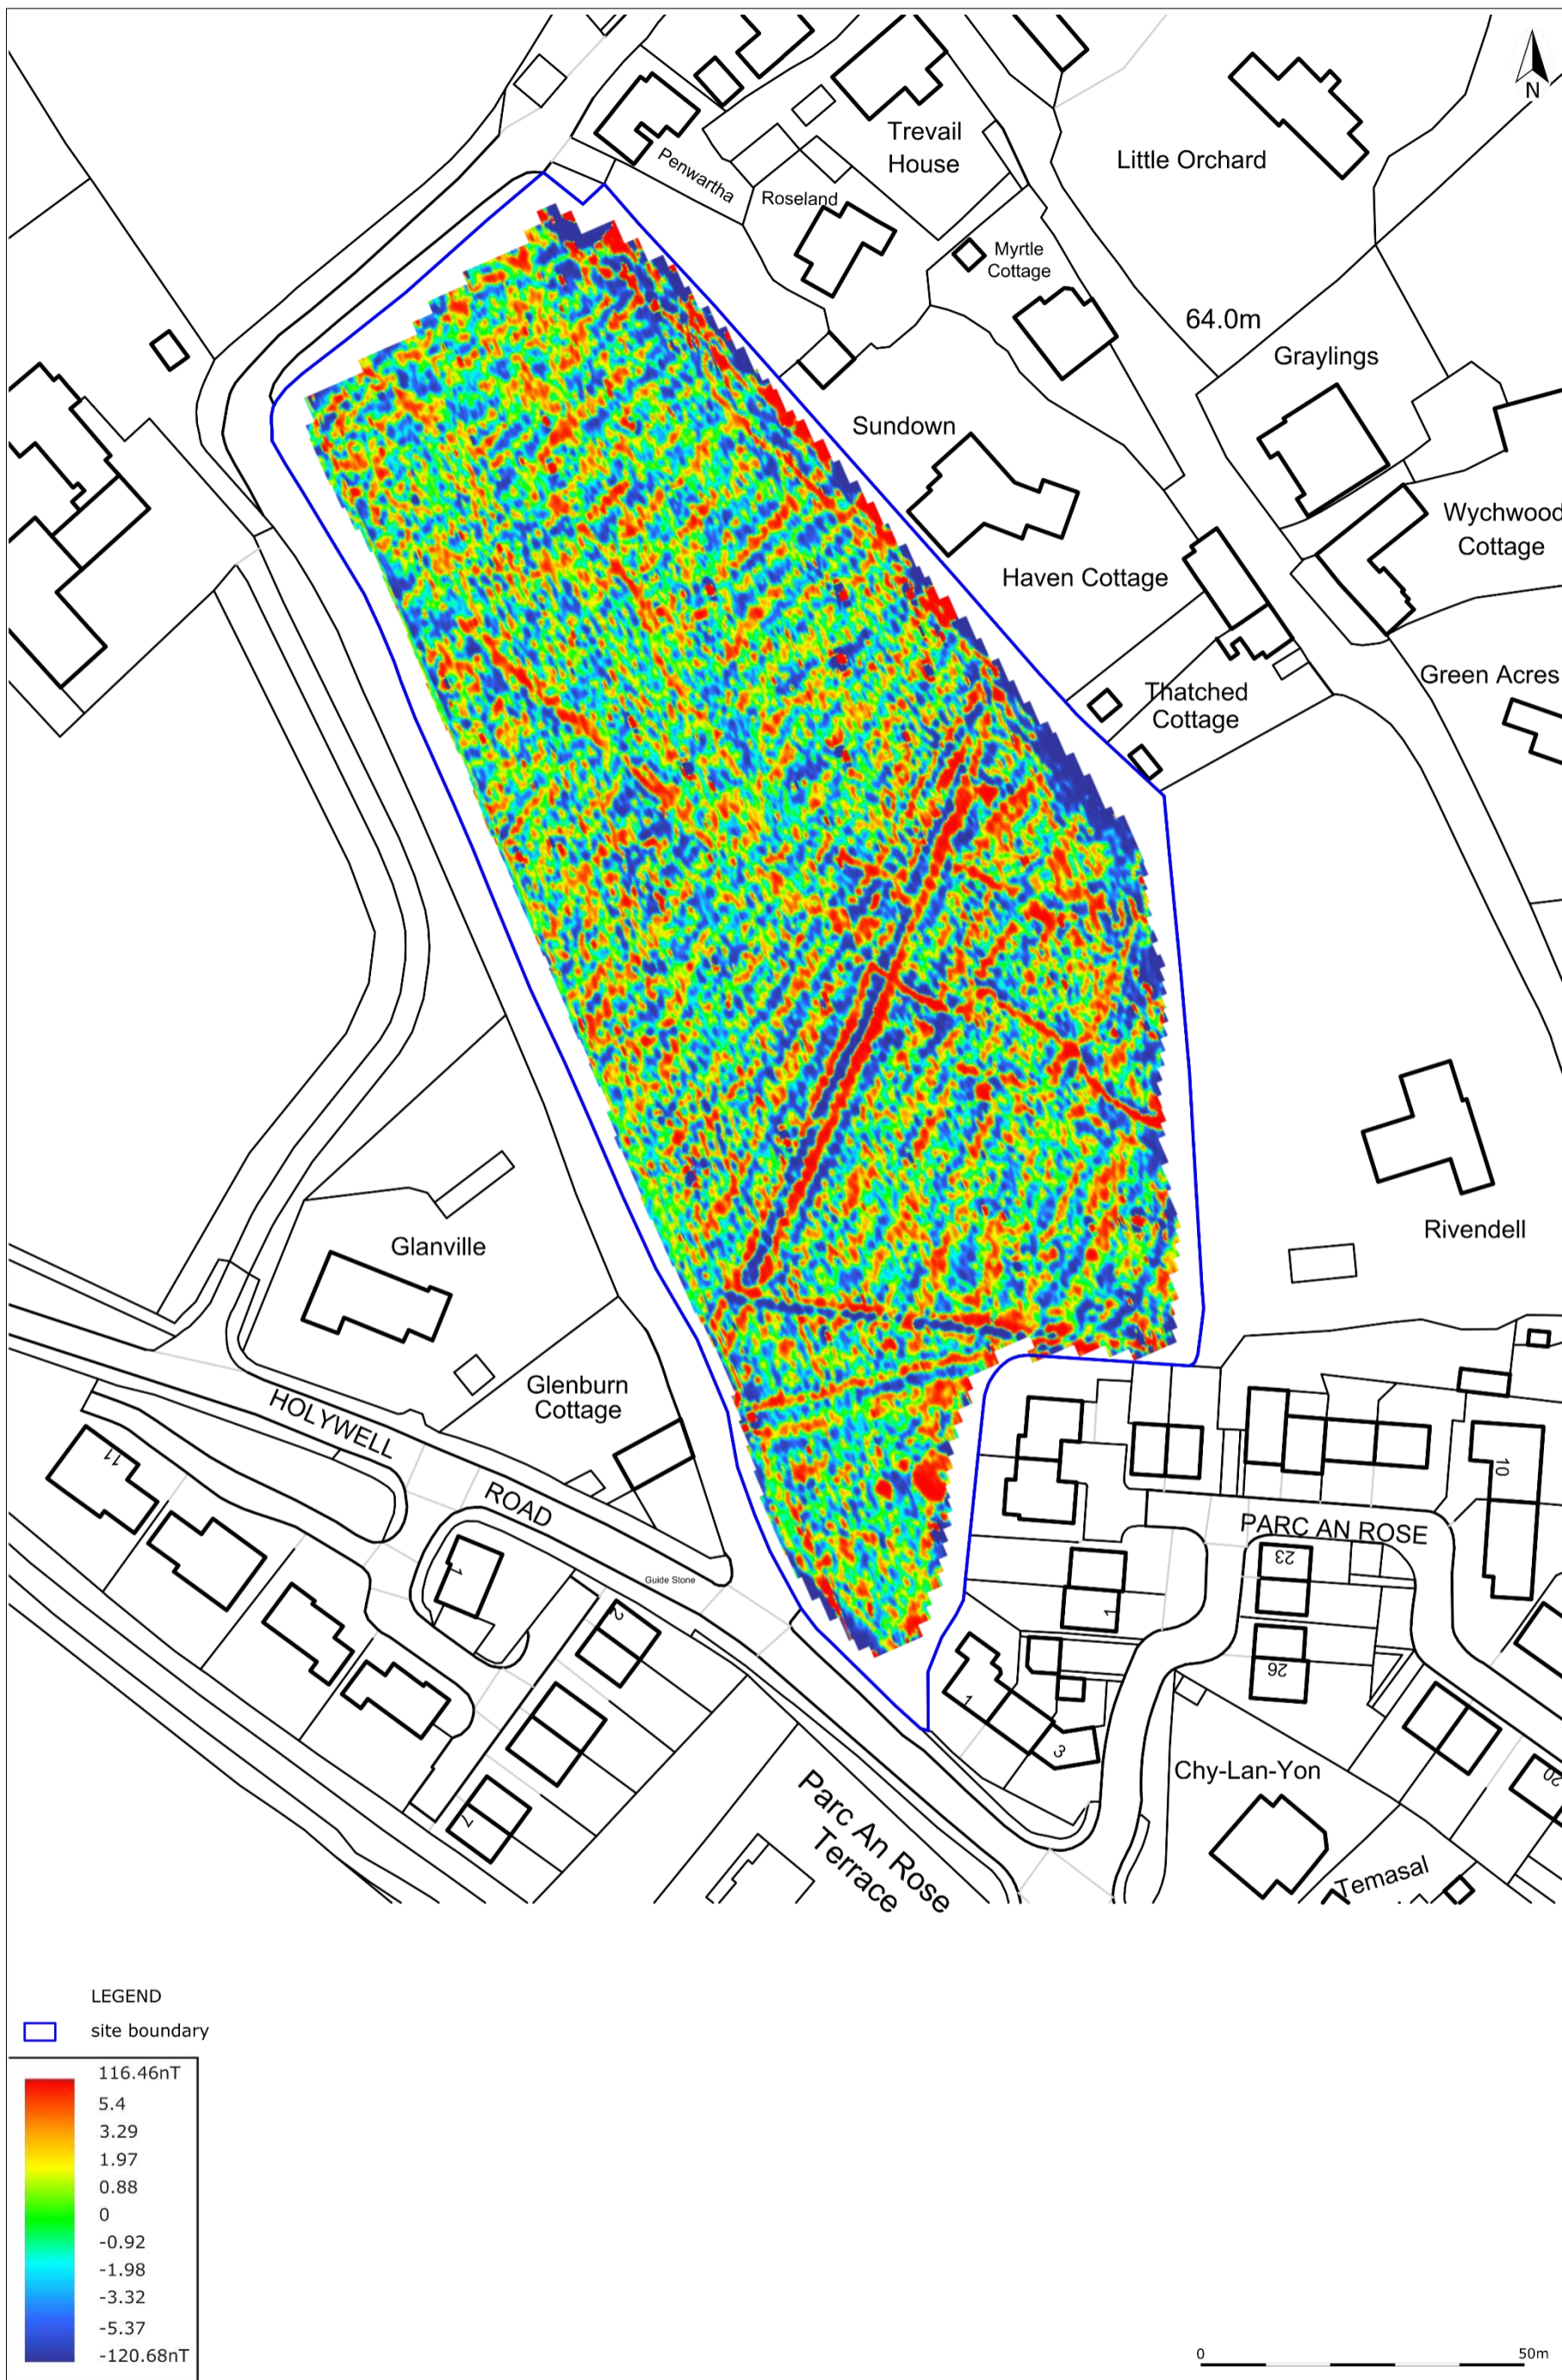 N
Trevail
House
Little Orchard
Penwartha
Roseland
Myrtle
Cottage
64.0m
Graylings
Sundown
Wychwood
Cottage
Haven Cottage
Green Acres
Thatched
Cottage
Rivendell
Glanville
Glenburn
Cottage
HOLYWELL
ROAD
11
1
Guide Stone
2
7
10
PARC AN ROSE
23
1
26
1
3
20
Chy-Lan-Yon
Parc An Rose
Terrace
Temasal
LEGEND
site boundary
116.46nT
5.4
3.29
1.97
0.88
0
-0.92
-1.98
-3.32
-5.37
-120.68nT
0
50m